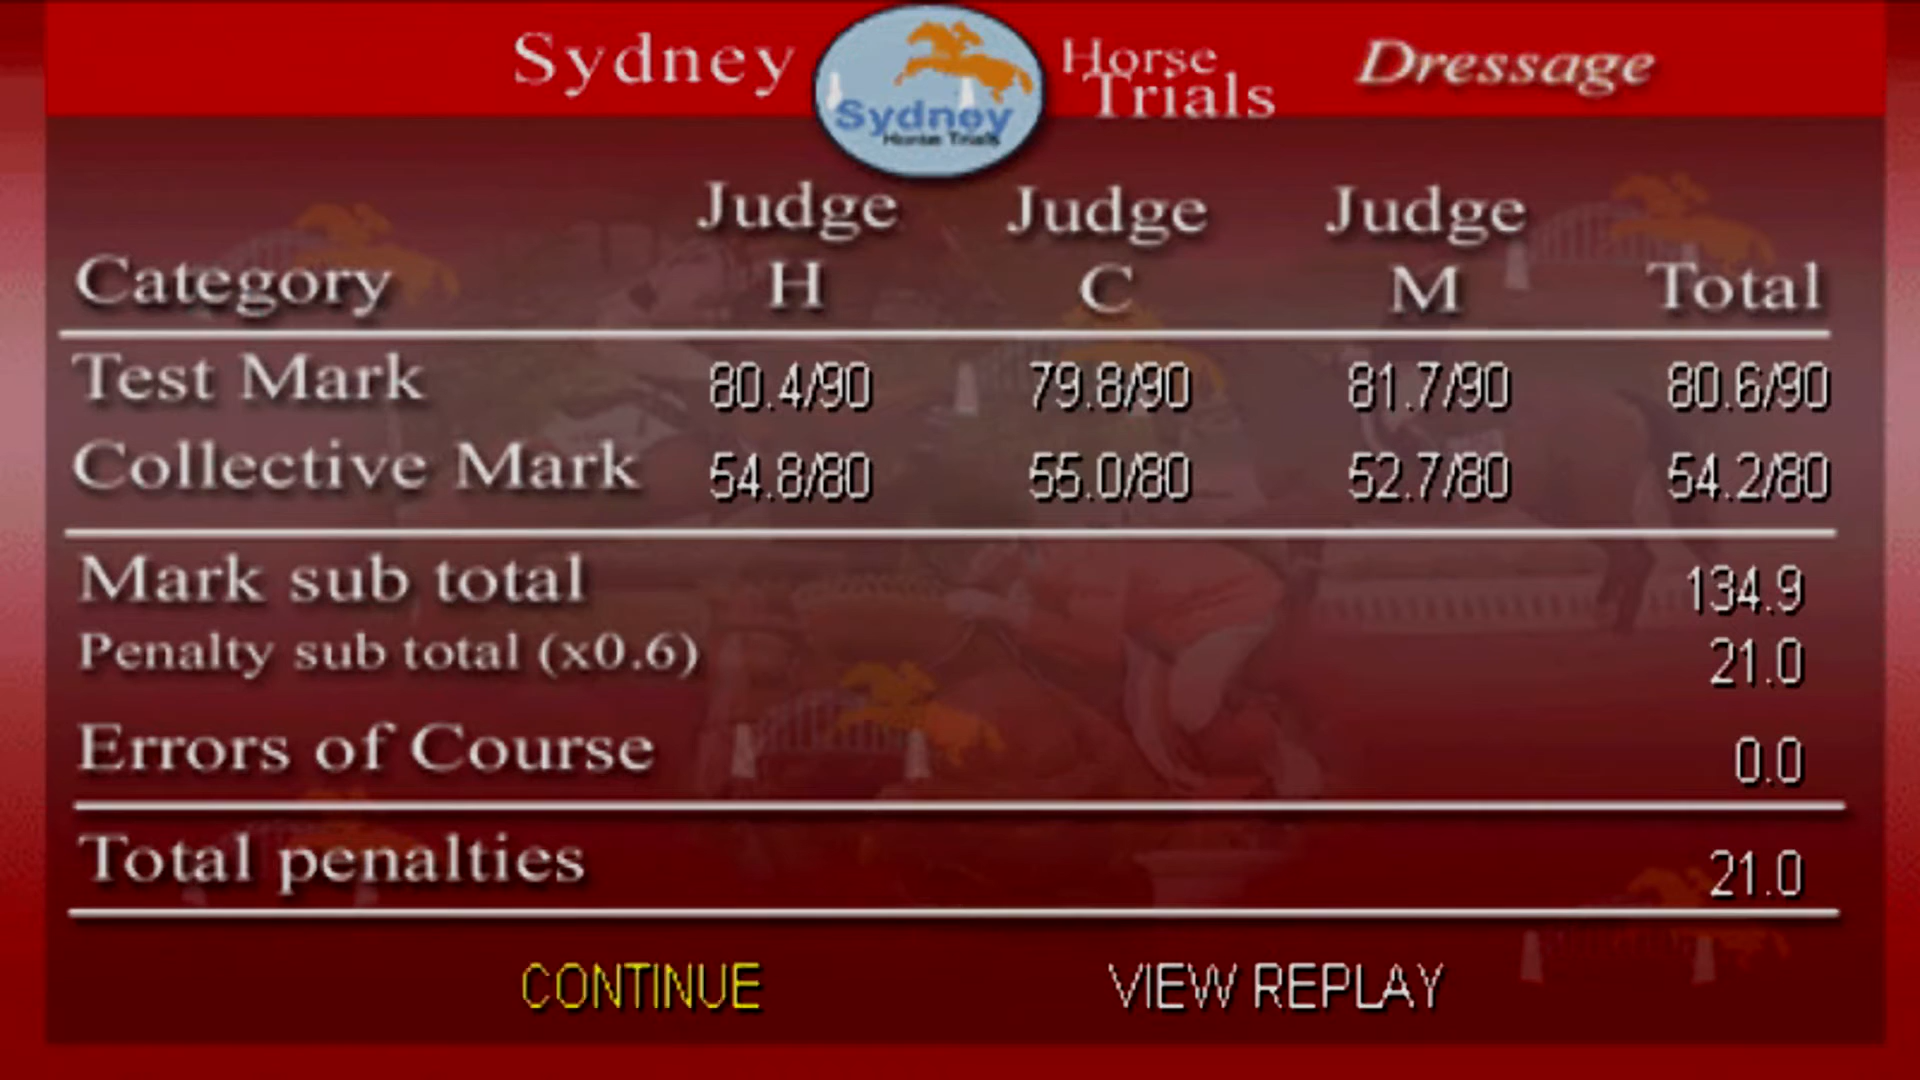 Sydney Horse Trials Dressage
Sydney
Horse Trials
Judge Judge Judge
Category H C M Total
Test Mark 80.4/90 79.8/90 81.7/90 80.6/90
Collective Mark 54.8/80 55.0/80 52.7/80 54.2/80
Mark sub total 134.9
Penalty sub total (x0.6) 21.0
Errors of Course 0.0
Total penalties 21.0
CONTINUE VIEW REPLAY